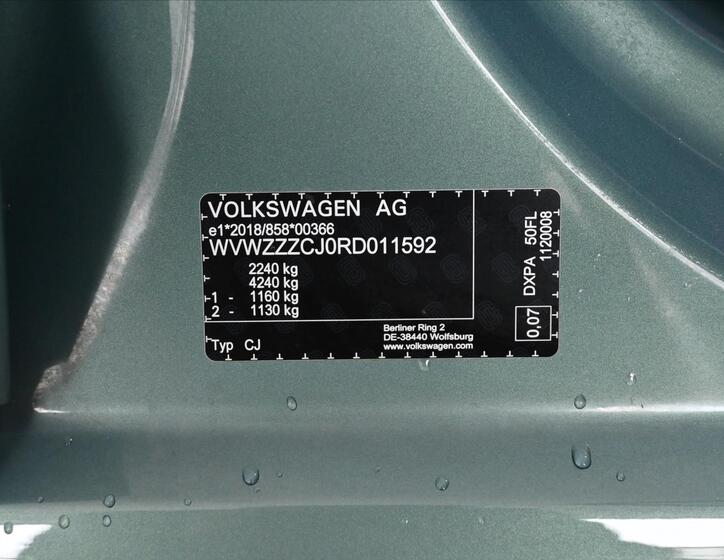 VOLKSWAGEN AG
e1*2018/858*00366
WVWZZZCJ0RD011592
2240 kg
4240 kg
1 - 1160 kg
2 - 1130 kg
Typ CJ
Berliner Ring 2
DE-38440 Wolfsburg
www.volkswagen.com
DXPA 50FL
1120008
0,07